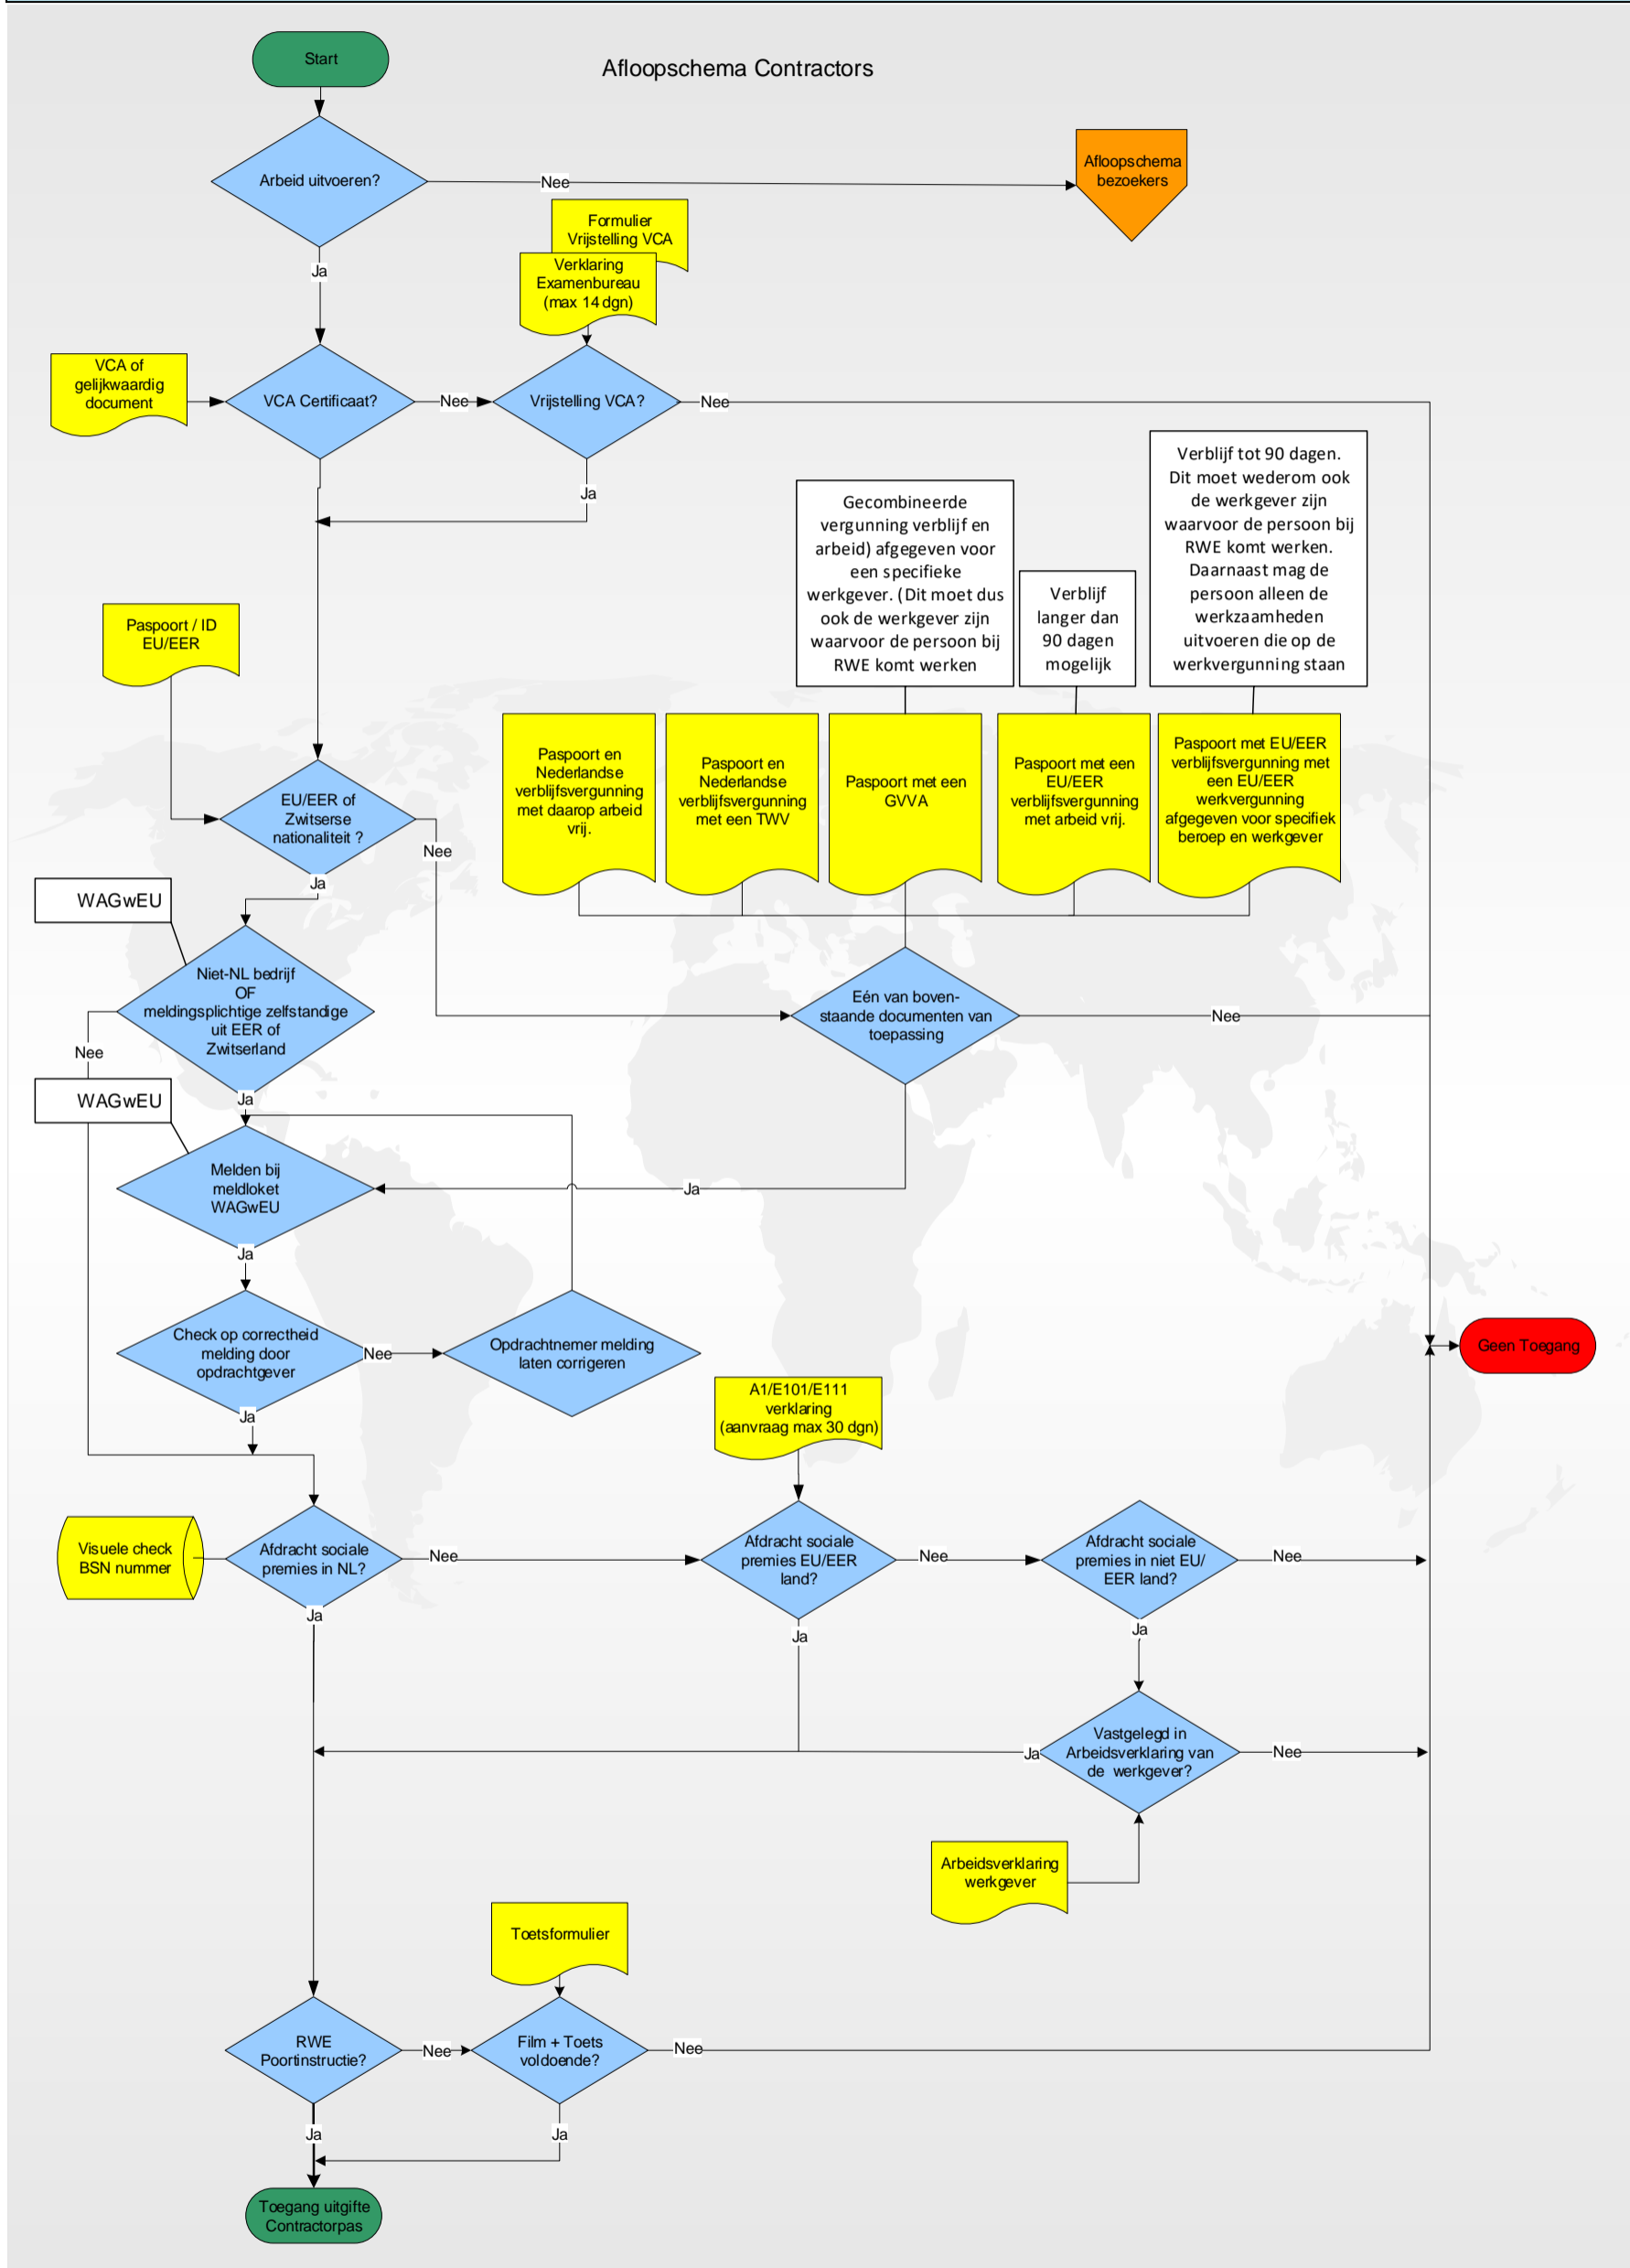 Start
Afloopschema Contractors
Arbeid uitvoeren?
Nee
Afloopschema
bezoekers
Ja
Formulier
Vrijstelling VCA
Verklaring
Examenbureau
(max 14 dgn)
VCA of
gelijkwaardig
document
VCA Certificaat?
Nee
Vrijstelling VCA?
Nee
Ja
Gecombineerde
vergunning verblijf en
arbeid) afgegeven voor
een specifieke
werkgever. (Dit moet dus
ook de werkgever zijn
waarvoor de persoon bij
RWE komt werken
Verblijf
langer dan
90 dagen
mogelijk
Verblijf tot 90 dagen.
Dit moet wederom ook
de werkgever zijn
waarvoor de persoon bij
RWE komt werken.
Daarnaast mag de
persoon alleen de
werkzaamheden
uitvoeren die op de
werkvergunning staan
Paspoort / ID
EU/EER
Paspoort en
Nederlandse
verblijfsvergunning
met daarop arbeid
vrij.
Paspoort en
Nederlandse
verblijfsvergunning
met een TWV
Paspoort met een
GVVA
Paspoort met een
EU/EER
verblijfsvergunning
met arbeid vrij.
Paspoort met EU/EER
verblijfsvergunning met
een EU/EER
werkvergunning
afgegeven voor specifiek
beroep en werkgever
EU/EER of
Zwitserse
nationaliteit ?
Nee
Ja
WAGwEU
Niet-NL bedrijf
OF
meldingsplichtige zelfstandige
uit EER of
Zwitserland
Nee
Ja
Eén van boven-
staande documenten van
toepassing
Nee
Ja
WAGwEU
Melden bij
meldloket
WAGwEU
Ja
Check op correctheid
melding door
opdrachtgever
Nee
Opdrachtnemer melding
laten corrigeren
Ja
Geen Toegang
A1/E101/E111
verklaring
(aanvraag max 30 dgn)
Visuele check
BSN nummer
Afdracht sociale
premies in NL?
Nee
Afdracht sociale
premies EU/EER
land?
Nee
Afdracht sociale
premies in niet EU/
EER land?
Nee
Ja
Ja
Ja
Vastgelegd in
Arbeidsverklaring van
de werkgever?
Ja
Nee
Arbeidsverklaring
werkgever
Toetsformulier
RWE
Poortinstructie?
Nee
Film + Toets
voldoende?
Nee
Ja
Ja
Toegang uitgifte
Contractorpas